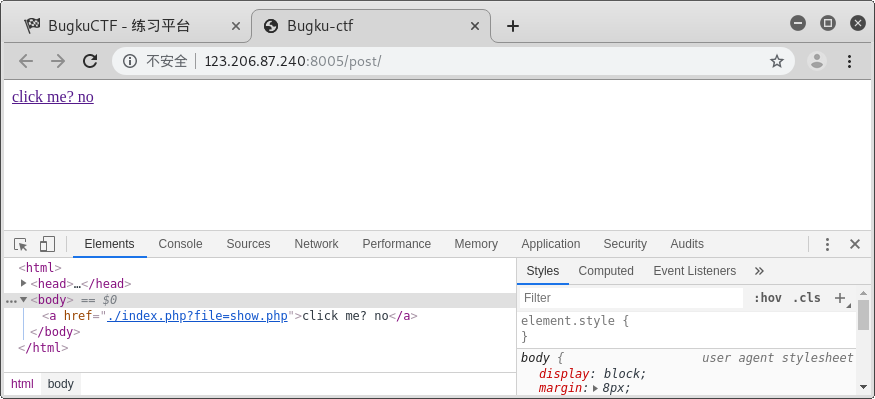 BugkuCTF - 练习平台
Bugku-ctf
不安全 123.206.87.240:8005/post/
click me? no
Elements Console Sources Network Performance Memory Application Security Audits
<html>
<head>…</head>
<body> == $0
<a href="./index.php?file=show.php">click me? no</a>
</body>
</html>
html body
Styles Computed Event Listeners »
Filter :hov .cls +
element.style {
}
body { user agent stylesheet
display: block;
margin: 8px;